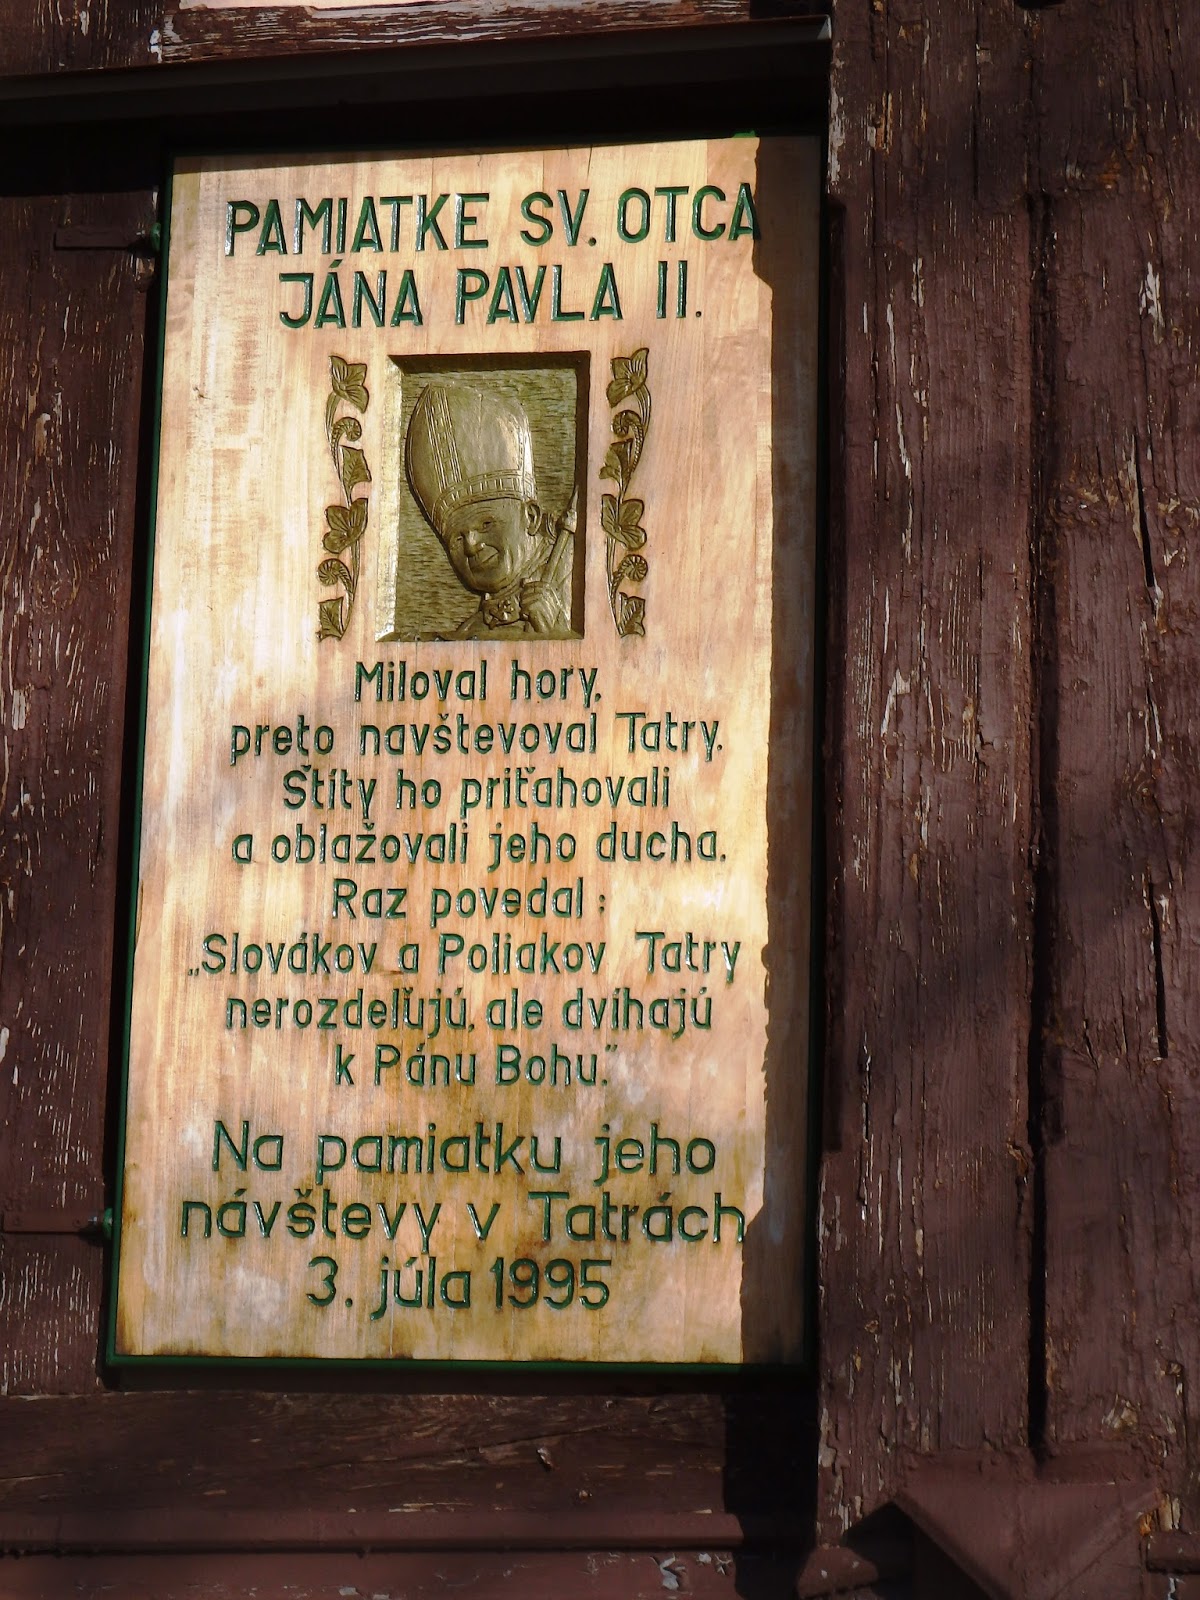 PAMIATKE SV. OTCA
JÁNA PAVLA II.
Miloval hory,
preto navštevoval Tatry.
Štíty ho priťahovali
a oblažovali jeho ducha.
Raz povedal:
„Slovákov a Poliakov Tatry
nerozdeľujú, ale dvíhajú
k Pánu Bohu."
Na pamiatku jeho
návštevy v Tatrách
3. júla 1995